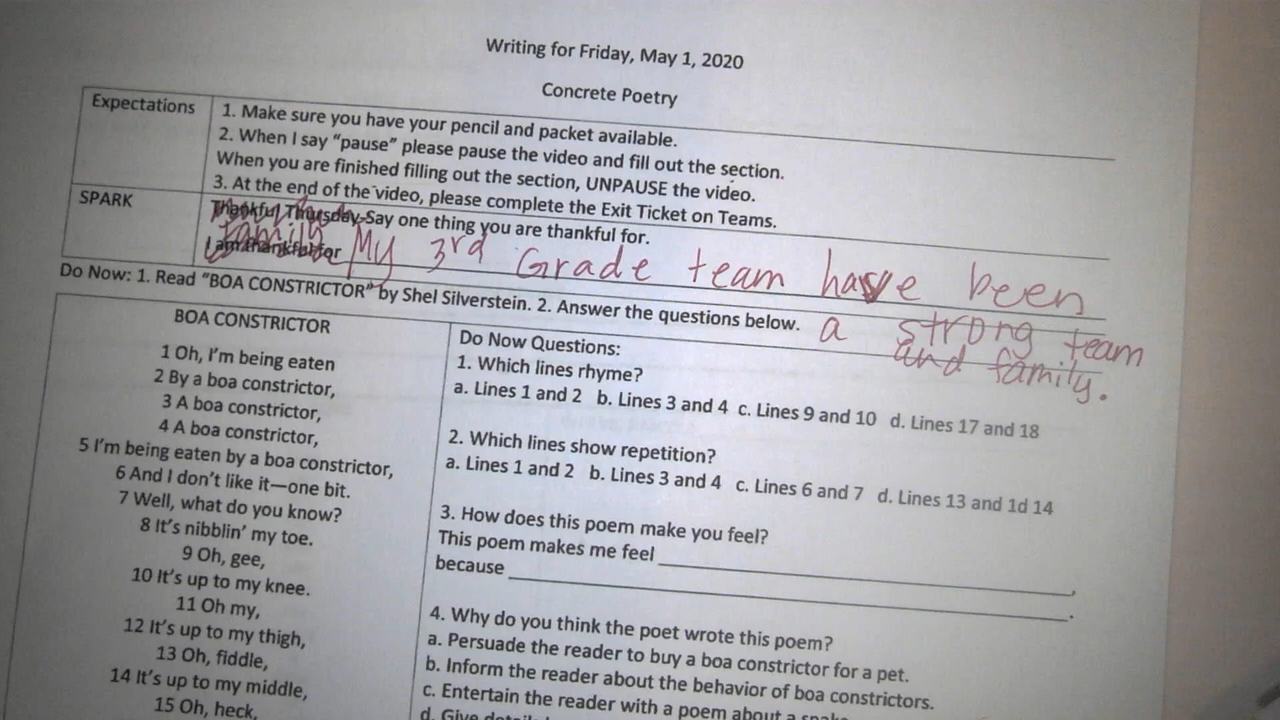 Writing for Friday, May 1, 2020
Concrete Poetry
Expectations
1. Make sure you have your pencil and packet available.
2. When I say “pause” please pause the video and fill out the section.
When you are finished filling out the section, UNPAUSE the video.
3. At the end of the video, please complete the Exit Ticket on Teams.
SPARK
Thankful Thursday-Say one thing you are thankful for.
I am thankful for My 3rd Grade team have been
a strong team
and family.
Do Now: 1. Read “BOA CONSTRICTOR” by Shel Silverstein. 2. Answer the questions below.
BOA CONSTRICTOR
1 Oh, I’m being eaten
2 By a boa constrictor,
3 A boa constrictor,
4 A boa constrictor,
5 I’m being eaten by a boa constrictor,
6 And I don’t like it—one bit.
7 Well, what do you know?
8 It’s nibblin’ my toe.
9 Oh, gee,
10 It’s up to my knee.
11 Oh my,
12 It’s up to my thigh,
13 Oh, fiddle,
14 It’s up to my middle,
15 Oh, heck,
Do Now Questions:
1. Which lines rhyme?
a. Lines 1 and 2 b. Lines 3 and 4 c. Lines 9 and 10 d. Lines 17 and 18
2. Which lines show repetition?
a. Lines 1 and 2 b. Lines 3 and 4 c. Lines 6 and 7 d. Lines 13 and 1d 14
3. How does this poem make you feel?
This poem makes me feel ,
because .
4. Why do you think the poet wrote this poem?
a. Persuade the reader to buy a boa constrictor for a pet.
b. Inform the reader about the behavior of boa constrictors.
c. Entertain the reader with a poem about a
d. Give